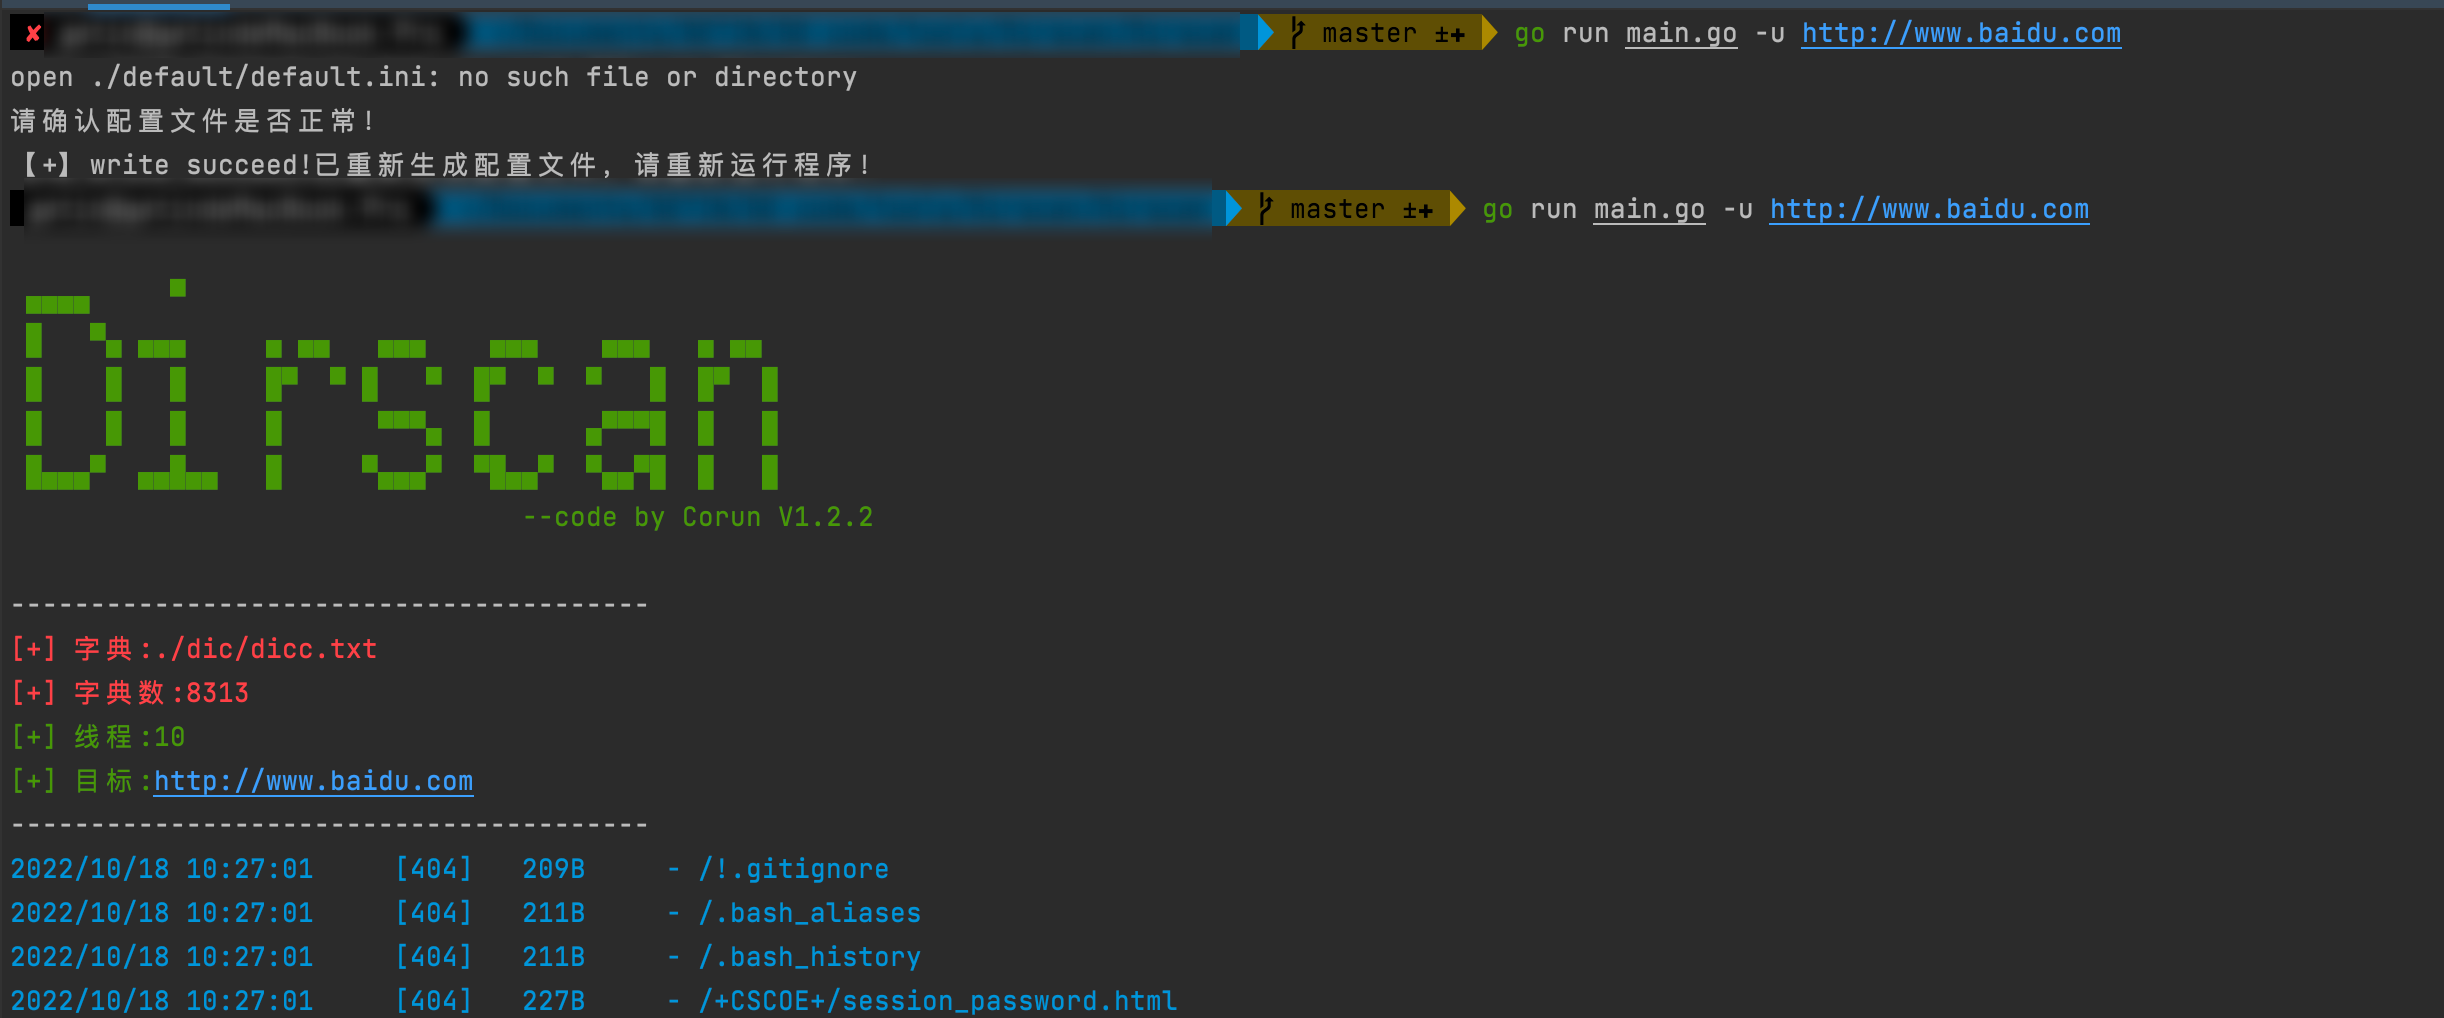 ✘ master ±✚ go run main.go -u http://www.baidu.com
open ./default/default.ini: no such file or directory
请确认配置文件是否正常!
【+】write succeed!已重新生成配置文件, 请重新运行程序!
master ±✚ go run main.go -u http://www.baidu.com
Dirscan
--code by Corun V1.2.2
----------------------------------------
[+] 字典:./dic/dicc.txt
[+] 字典数:8313
[+] 线程:10
[+] 目标:http://www.baidu.com
----------------------------------------
2022/10/18 10:27:01 [404] 209B - /!.gitignore
2022/10/18 10:27:01 [404] 211B - /.bash_aliases
2022/10/18 10:27:01 [404] 211B - /.bash_history
2022/10/18 10:27:01 [404] 227B - /+CSCOE+/session_password.html